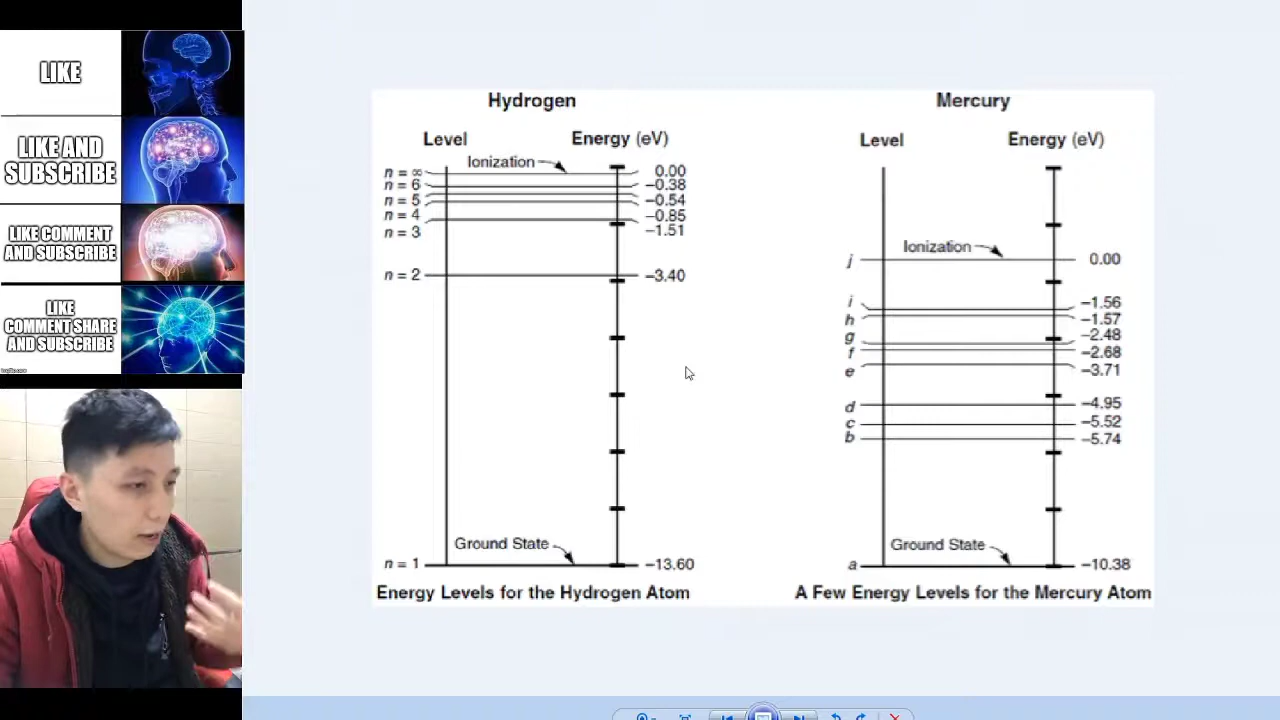 LIKE
LIKE AND
SUBSCRIBE
LIKE COMMENT
AND SUBSCRIBE
LIKE
COMMENT SHARE
AND SUBSCRIBE
Hydrogen
Level Energy (eV)
Ionization
n = ∞ 0.00
n = 6 −0.38
n = 5 −0.54
n = 4 −0.85
n = 3 −1.51
n = 2 −3.40
Ground State
n = 1 −13.60
Energy Levels for the Hydrogen Atom
Mercury
Level Energy (eV)
Ionization
j 0.00
i −1.56
h −1.57
g −2.48
f −2.68
e −3.71
d −4.95
c −5.52
b −5.74
Ground State
a −10.38
A Few Energy Levels for the Mercury Atom